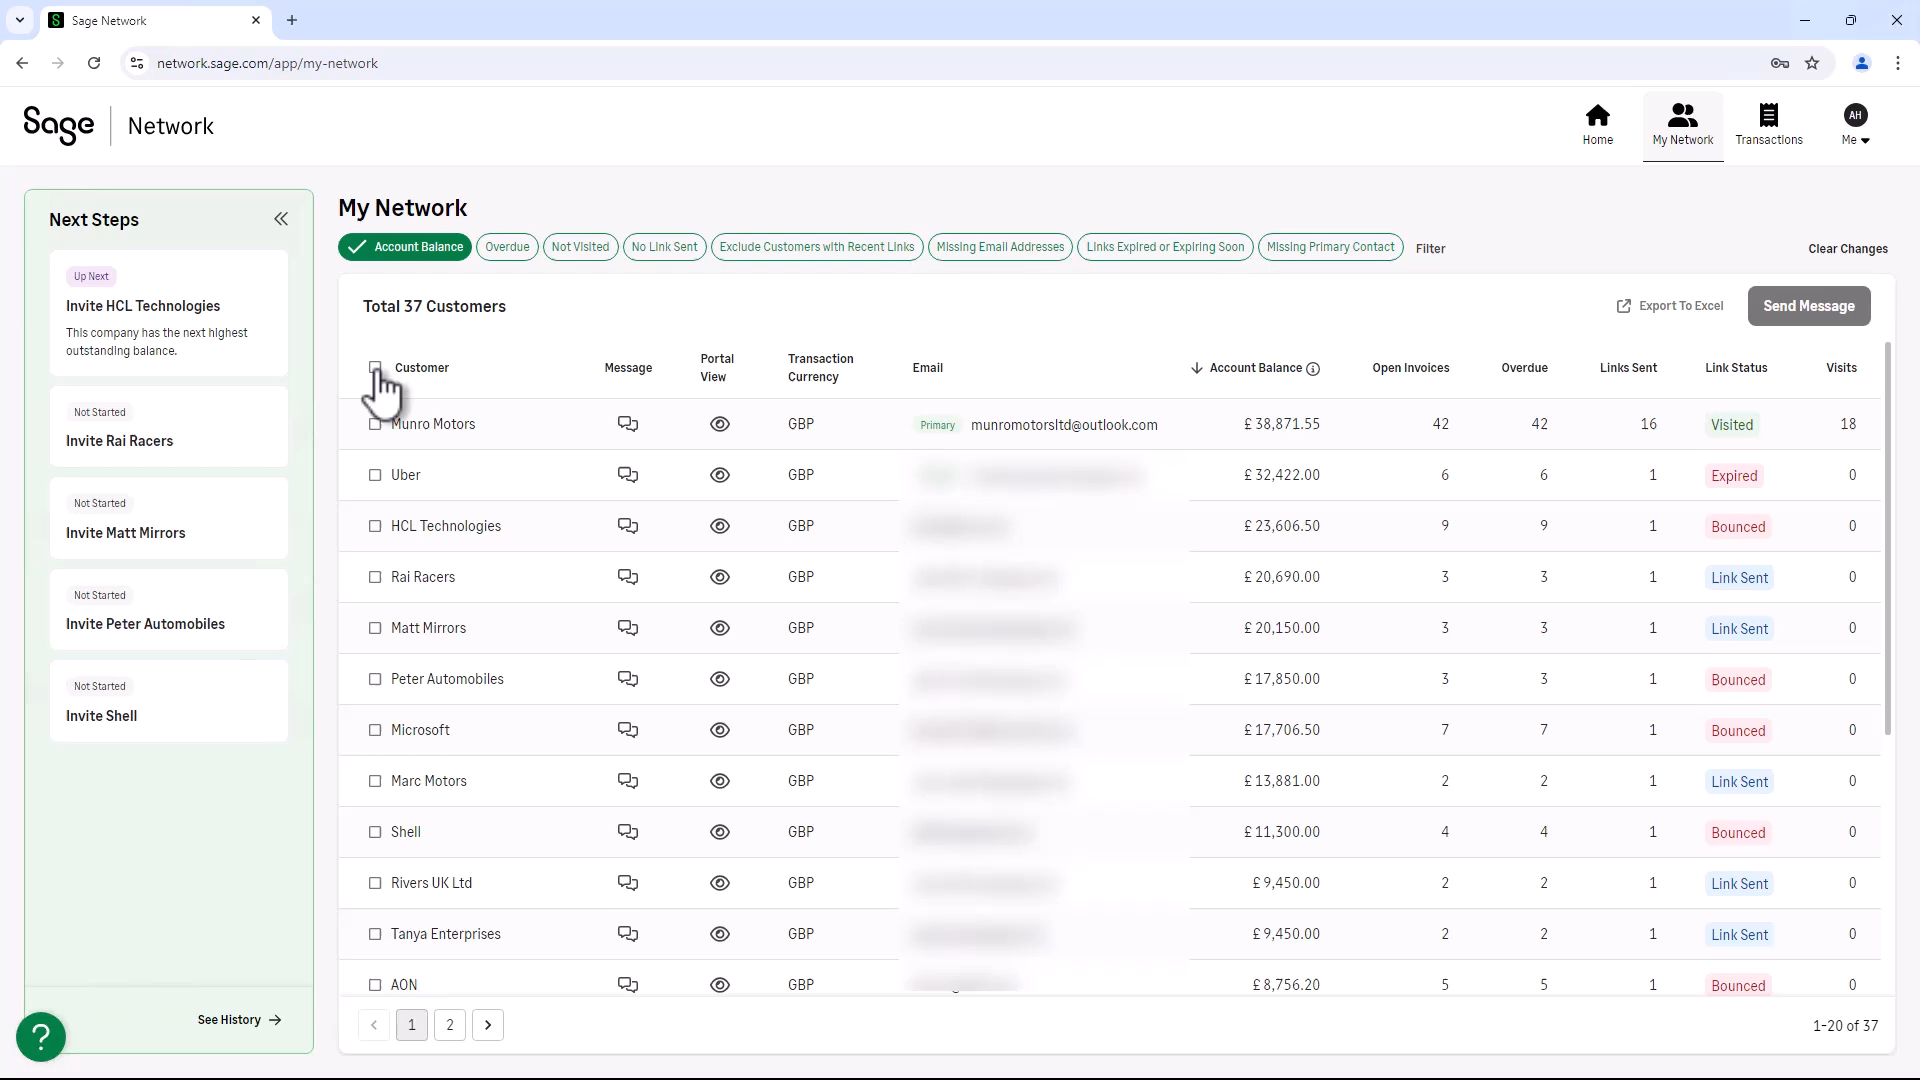 Sage Network
network.sage.com/app/my-network
Sage Network
Home
My Network
Transactions
AH
Me
Next Steps
Up Next
Invite HCL Technologies
This company has the next highest
outstanding balance.
Not Started
Invite Rai Racers
Not Started
Invite Matt Mirrors
Not Started
Invite Peter Automobiles
Not Started
Invite Shell
See History
?
My Network
Account Balance Overdue Not Visited No Link Sent Exclude Customers with Recent Links Missing Email Addresses Links Expired or Expiring Soon Missing Primary Contact Filter Clear Changes
Total 37 Customers Export To Excel Send Message
Customer Message Portal View Transaction Currency Email Account Balance Open Invoices Overdue Links Sent Link Status Visits
Munro Motors GBP Primary munromotorsltd@outlook.com £ 38,871.55 42 42 16 Visited 18
Uber GBP £ 32,422.00 6 6 1 Expired 0
HCL Technologies GBP £ 23,606.50 9 9 1 Bounced 0
Rai Racers GBP £ 20,690.00 3 3 1 Link Sent 0
Matt Mirrors GBP £ 20,150.00 3 3 1 Link Sent 0
Peter Automobiles GBP £ 17,850.00 3 3 1 Bounced 0
Microsoft GBP £ 17,706.50 7 7 1 Bounced 0
Marc Motors GBP £ 13,881.00 2 2 1 Link Sent 0
Shell GBP £ 11,300.00 4 4 1 Bounced 0
Rivers UK Ltd GBP £ 9,450.00 2 2 1 Link Sent 0
Tanya Enterprises GBP £ 9,450.00 2 2 1 Link Sent 0
AON GBP £ 8,756.20 5 5 1 Bounced 0
1 2 1-20 of 37